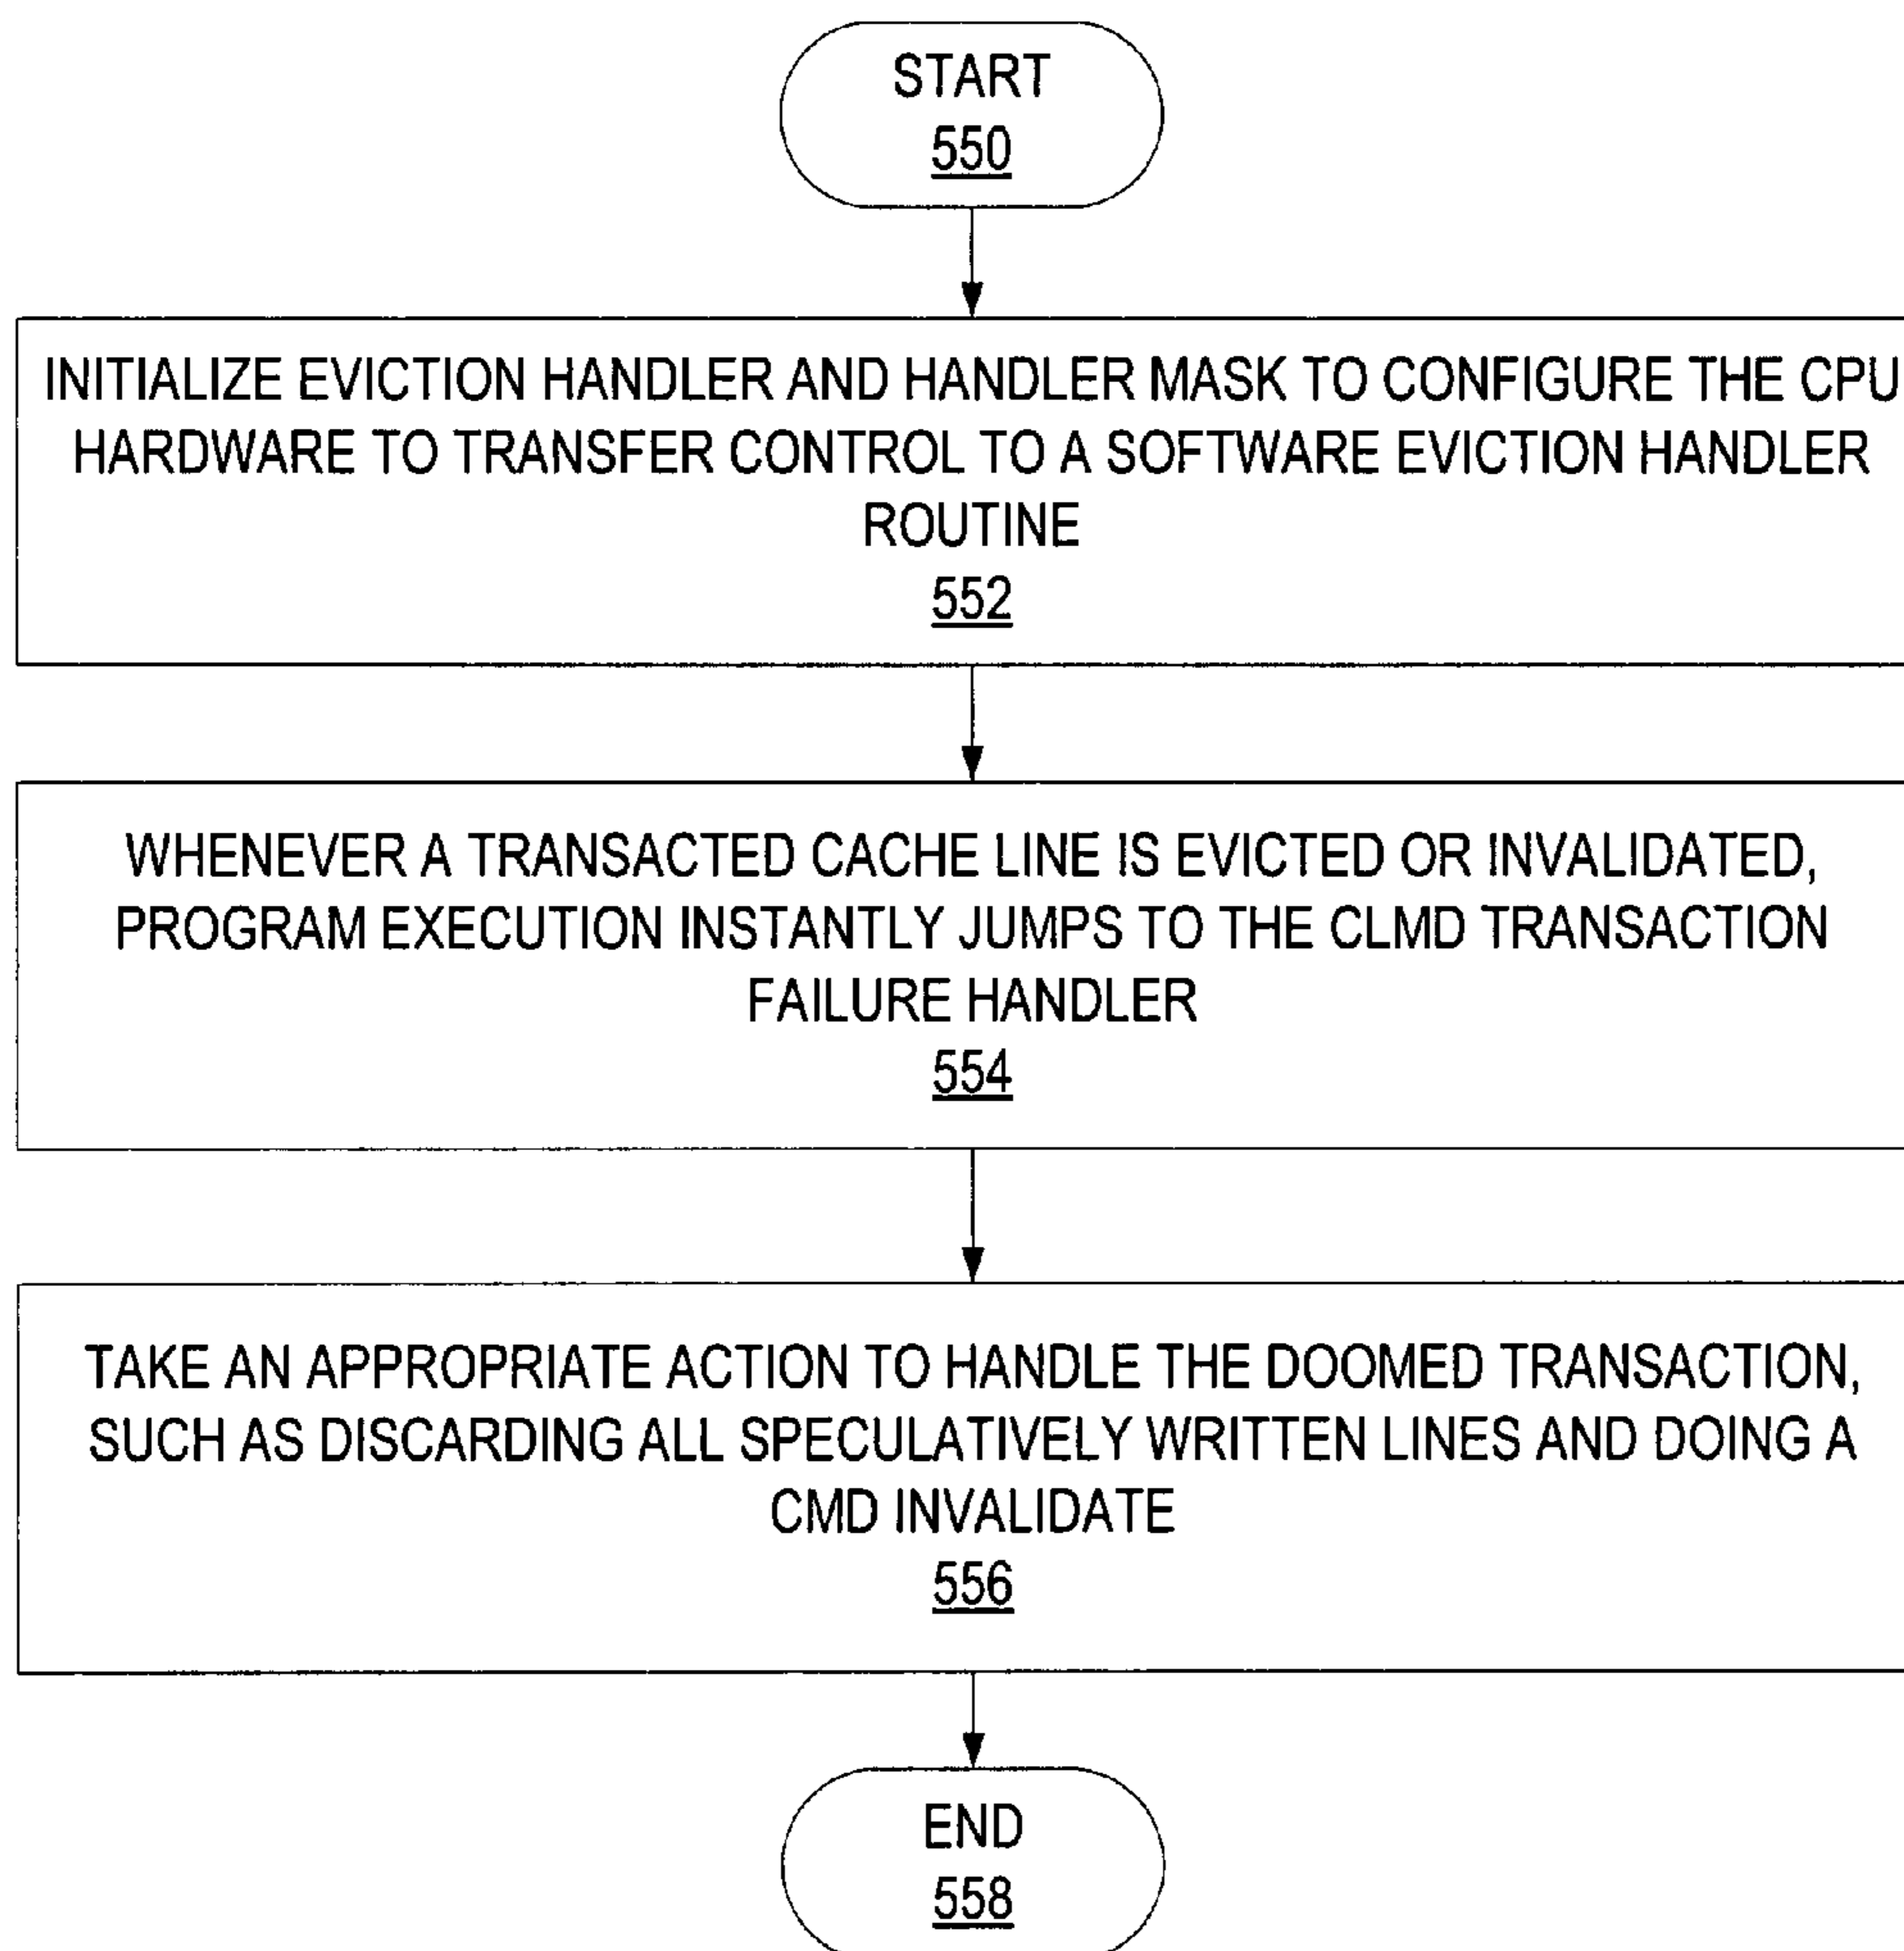 START
550
INITIALIZE EVICTION HANDLER AND HANDLER MASK TO CONFIGURE THE CPU
HARDWARE TO TRANSFER CONTROL TO A SOFTWARE EVICTION HANDLER
ROUTINE
552
WHENEVER A TRANSACTED CACHE LINE IS EVICTED OR INVALIDATED,
PROGRAM EXECUTION INSTANTLY JUMPS TO THE CLMD TRANSACTION
FAILURE HANDLER
554
TAKE AN APPROPRIATE ACTION TO HANDLE THE DOOMED TRANSACTION,
SUCH AS DISCARDING ALL SPECULATIVELY WRITTEN LINES AND DOING A
CMD INVALIDATE
556
END
558